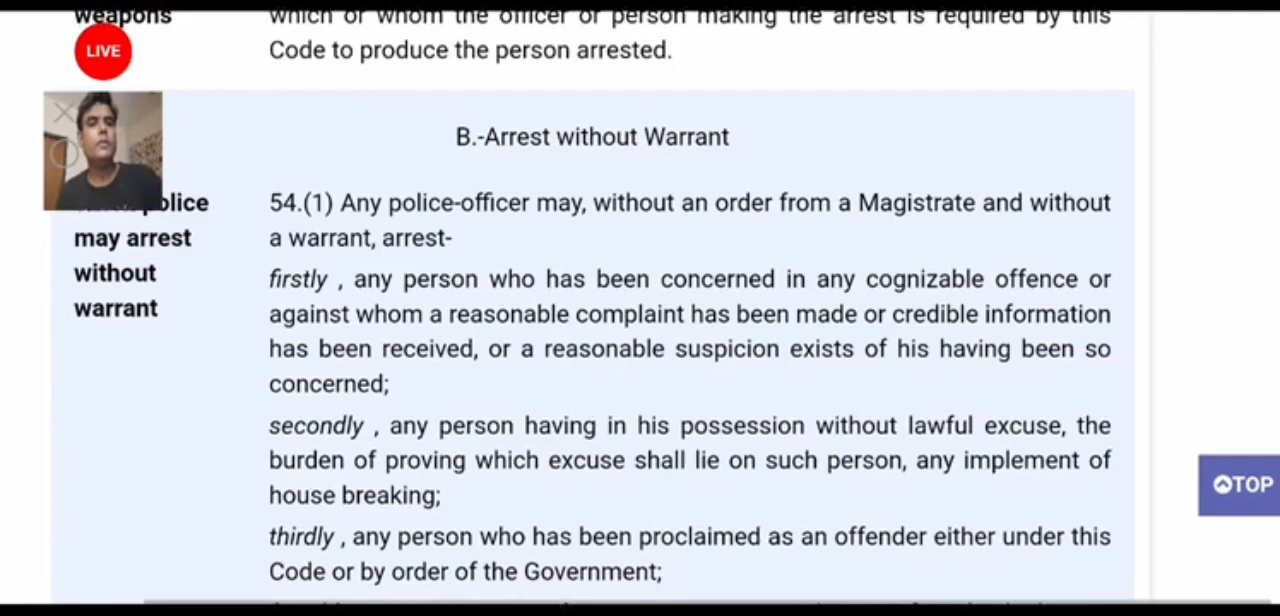 weapons
which or whom the officer or person making the arrest is required by this
Code to produce the person arrested.
LIVE
B.-Arrest without Warrant
police
may arrest
without
warrant
54.(1) Any police-officer may, without an order from a Magistrate and without
a warrant, arrest-
firstly , any person who has been concerned in any cognizable offence or
against whom a reasonable complaint has been made or credible information
has been received, or a reasonable suspicion exists of his having been so
concerned;
secondly , any person having in his possession without lawful excuse, the
burden of proving which excuse shall lie on such person, any implement of
house breaking;
thirdly , any person who has been proclaimed as an offender either under this
Code or by order of the Government;
TOP